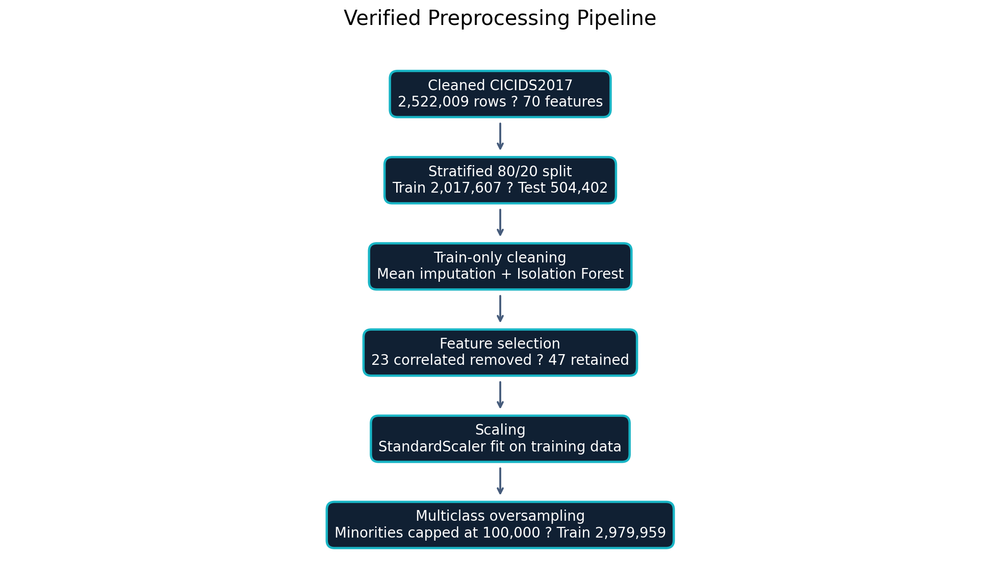 Verified Preprocessing Pipeline
Cleaned CICIDS2017
2,522,009 rows ? 70 features
Stratified 80/20 split
Train 2,017,607 ? Test 504,402
Train-only cleaning
Mean imputation + Isolation Forest
Feature selection
23 correlated removed ? 47 retained
Scaling
StandardScaler fit on training data
Multiclass oversampling
Minorities capped at 100,000 ? Train 2,979,959